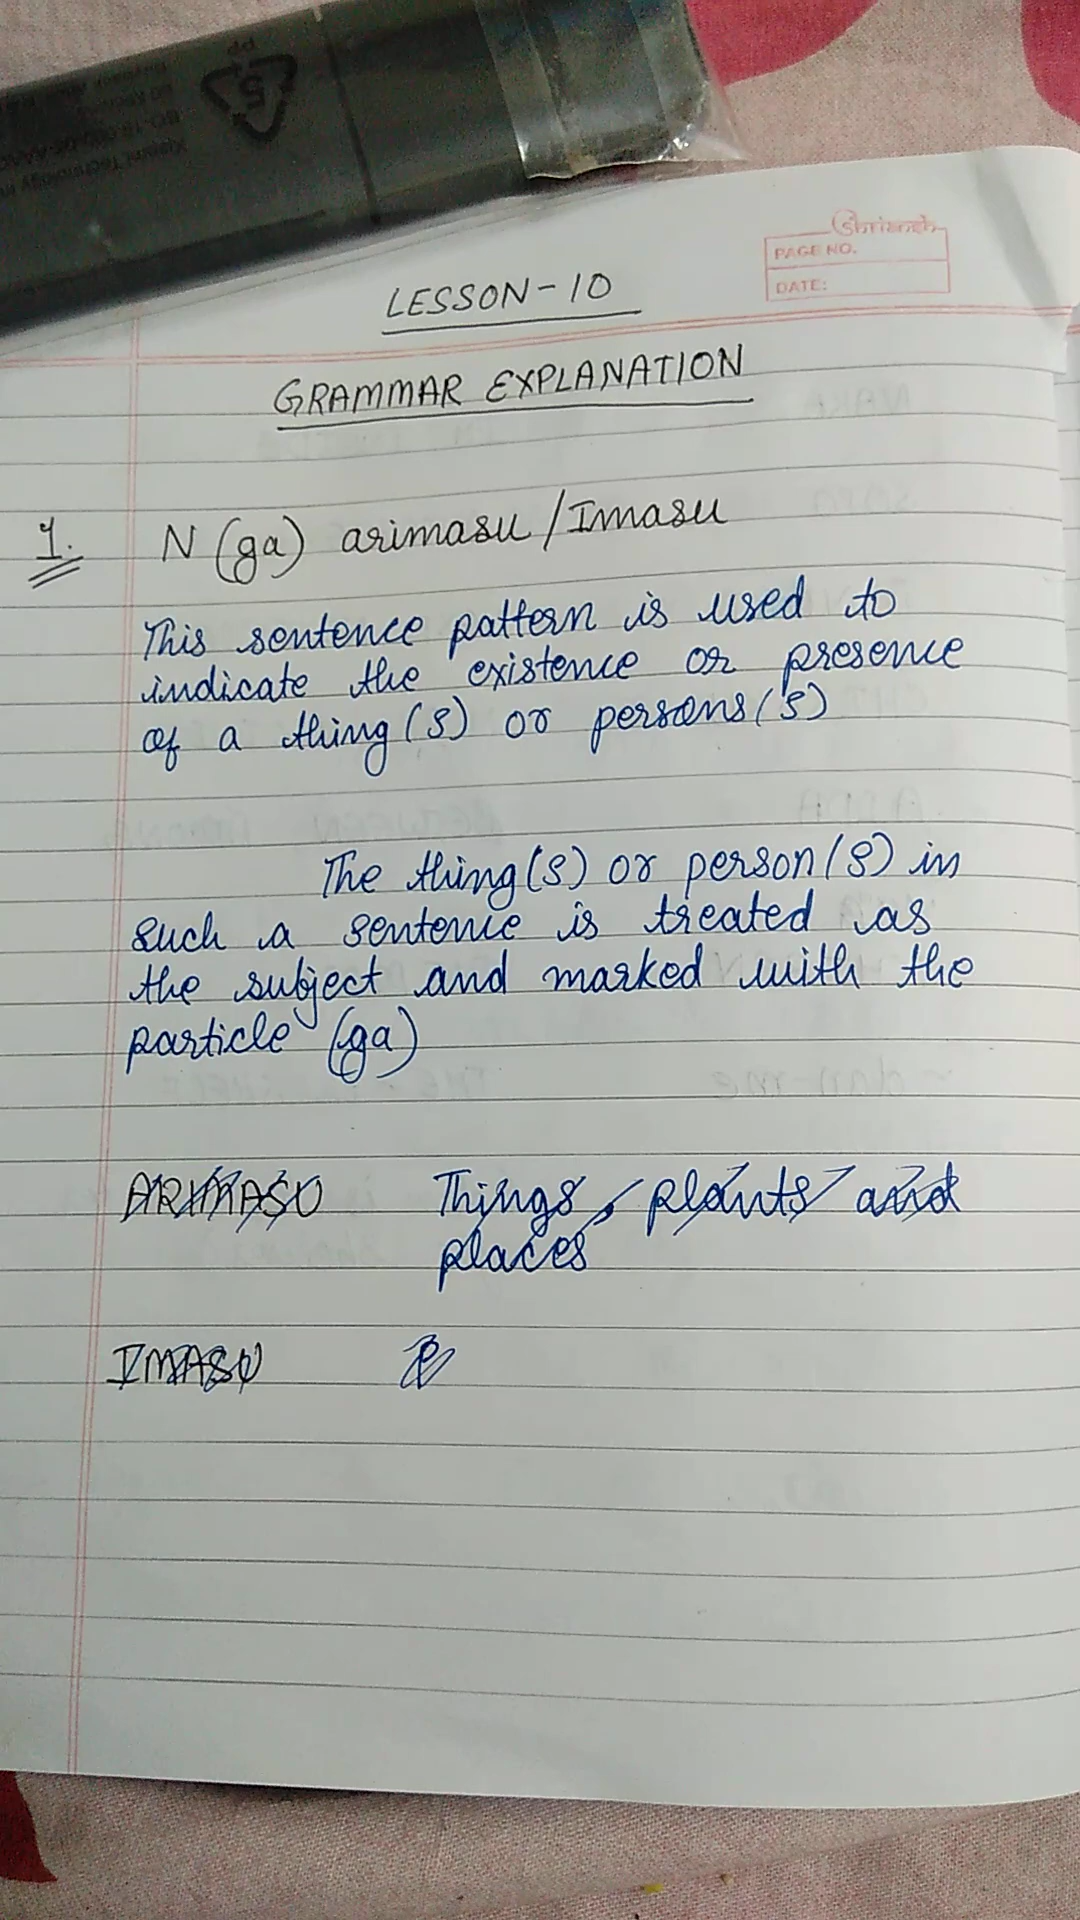 Shriansh
PAGE NO.
DATE:
LESSON-10
GRAMMAR EXPLANATION
1. N (ga) arimasu/Imasu
This sentence pattern is used to
indicate the existence or presence
of a thing(s) or persons(s)
The thing(s) or person(s) in
such a sentence is treated as
the subject and marked with the
particle (ga)
ARIMASU Things, plants and
places
IMASU P